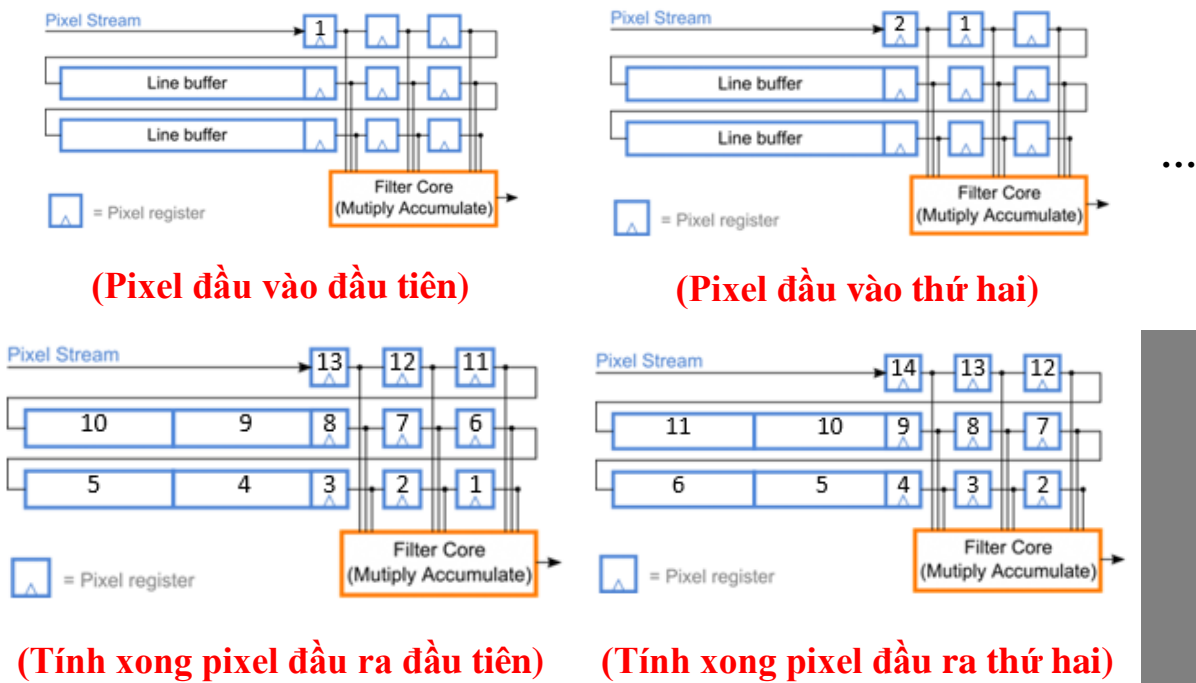 Pixel Stream
1
Line buffer
Line buffer
Filter Core
(Mutiply Accumulate)
= Pixel register
(Pixel đầu vào đầu tiên)
Pixel Stream
2 1
Line buffer
Line buffer
Filter Core
(Mutiply Accumulate)
= Pixel register
(Pixel đầu vào thứ hai)
...
Pixel Stream
13 12 11
10 9 8 7 6
5 4 3 2 1
Filter Core
(Mutiply Accumulate)
= Pixel register
(Tính xong pixel đầu ra đầu tiên)
Pixel Stream
14 13 12
11 10 9 8 7
6 5 4 3 2
Filter Core
(Mutiply Accumulate)
= Pixel register
(Tính xong pixel đầu ra thứ hai)